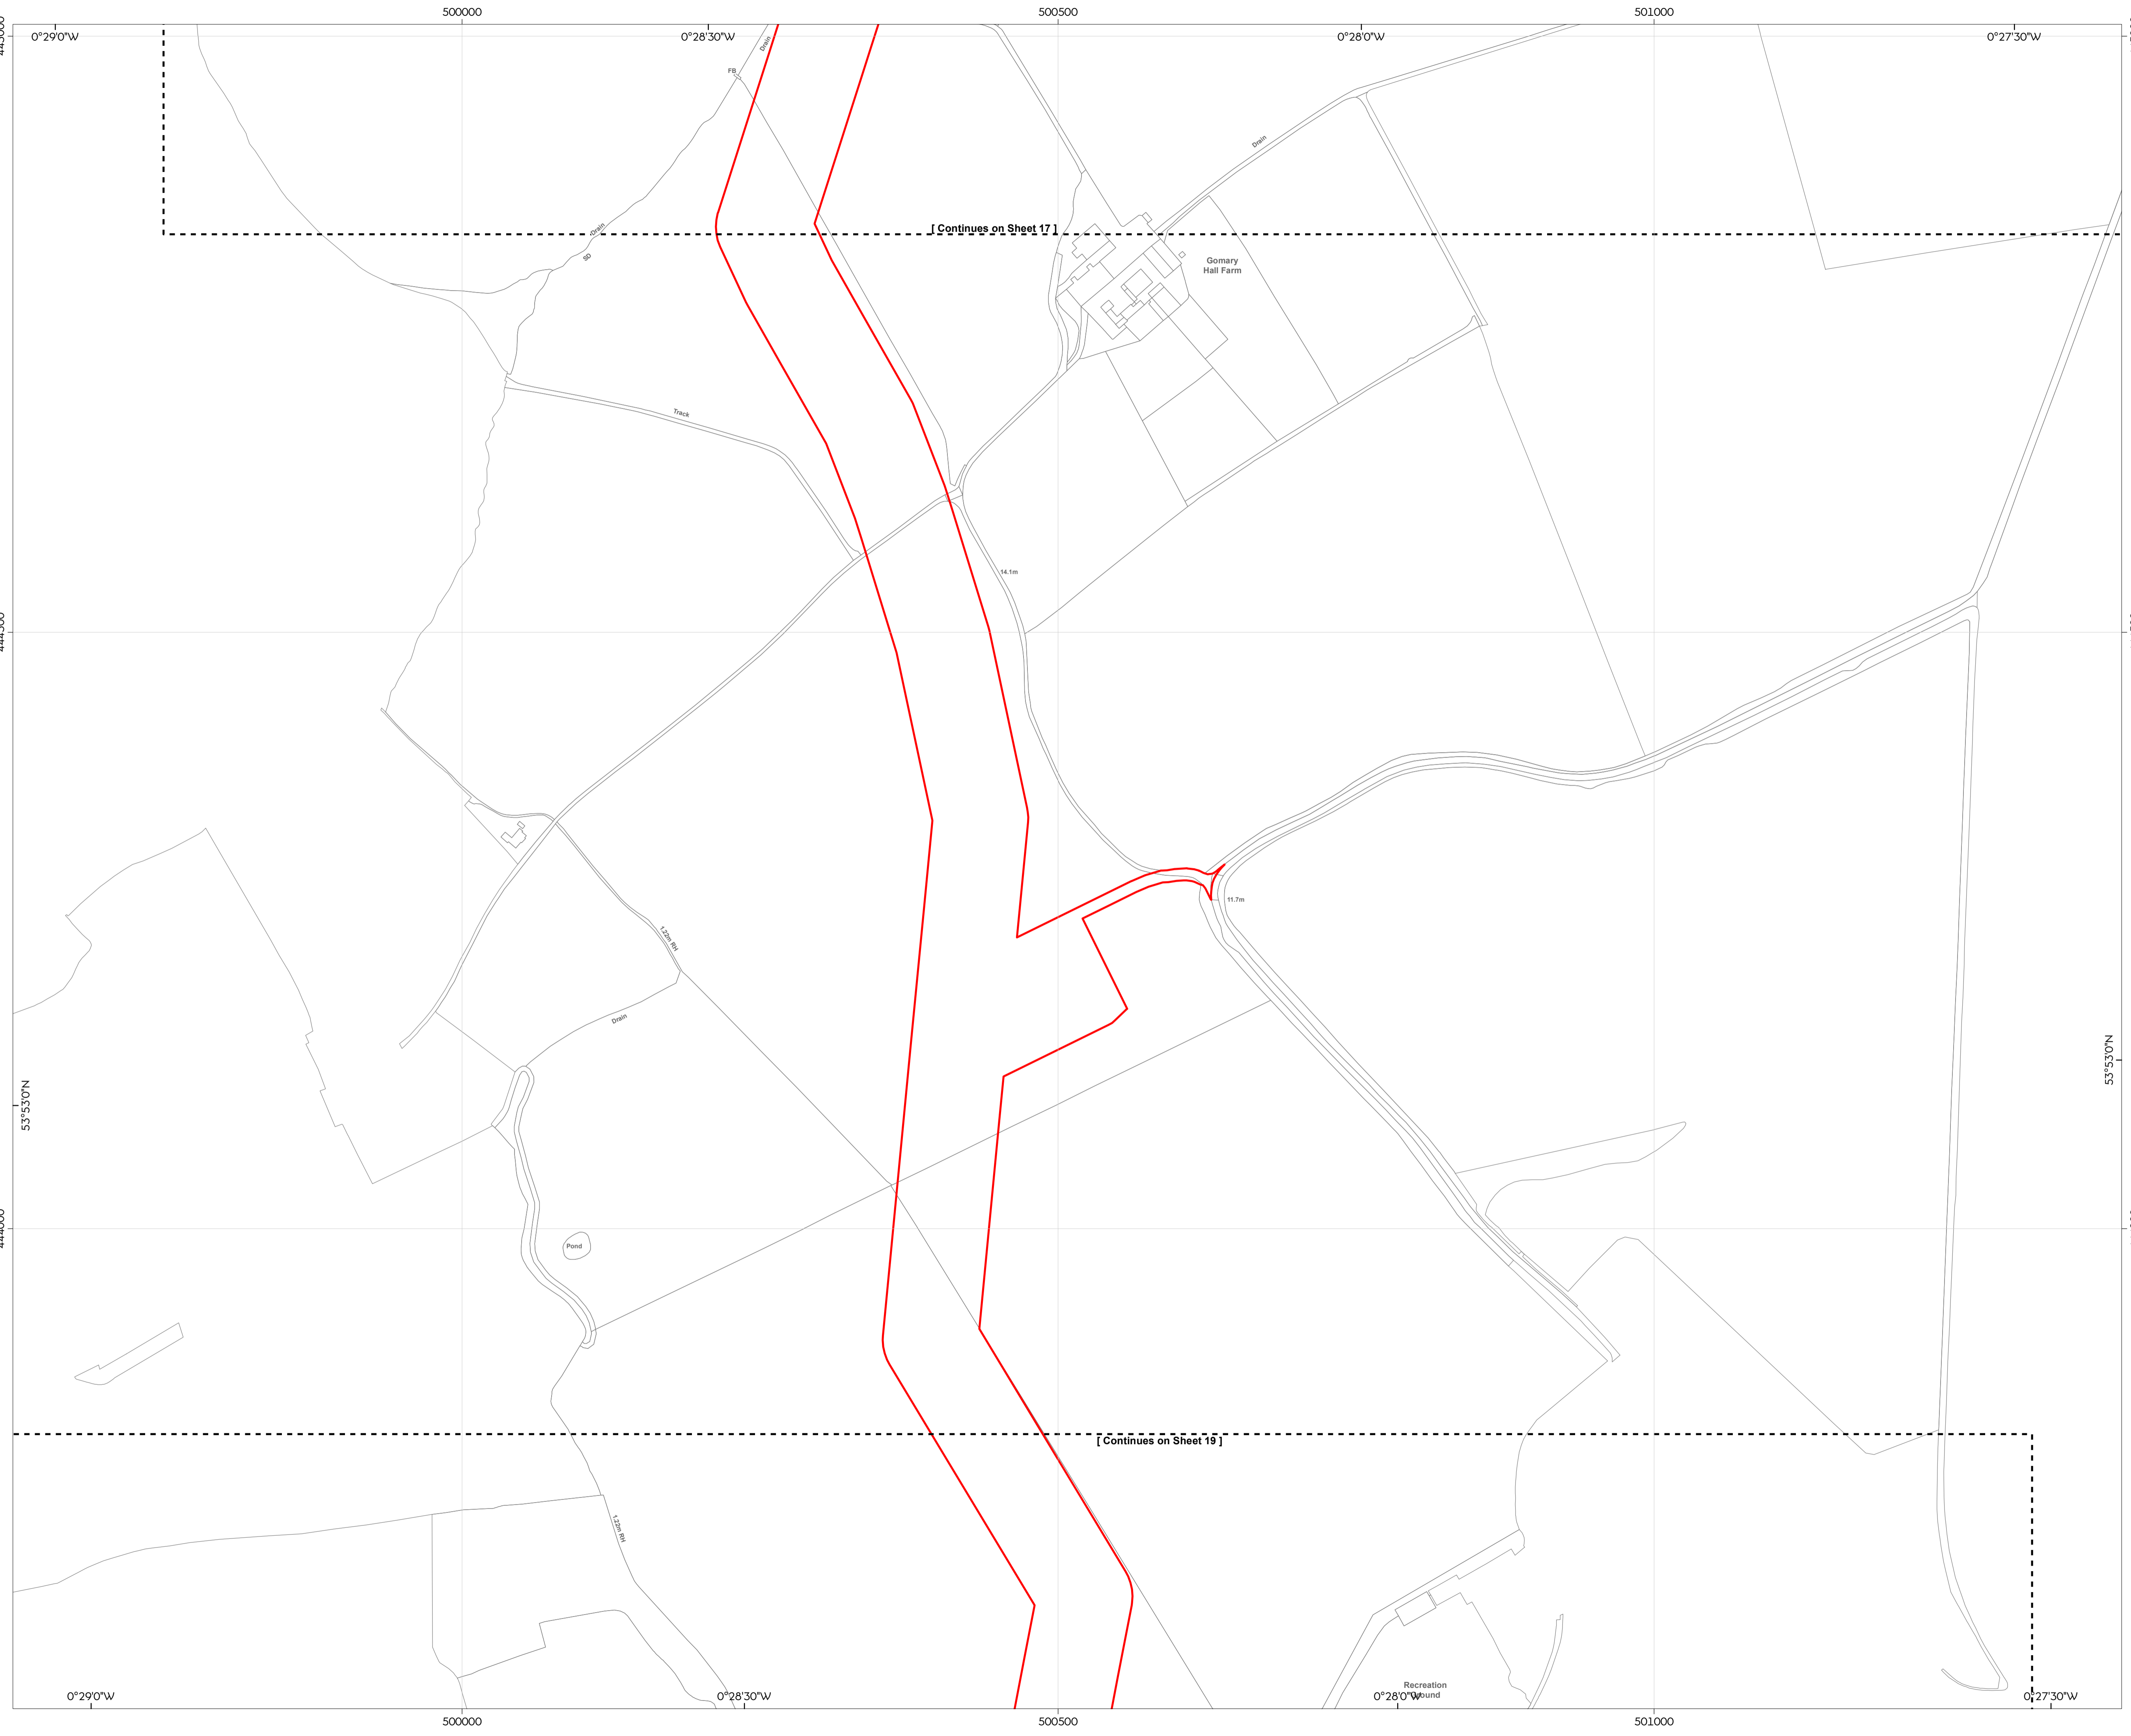 500000
500500
501000
0°29'0"W
0°28'30"W
0°28'0"W
0°27'30"W
Drain
FB
Drain
Drain
[ Continues on Sheet 17 ]
SD
Gomary
Hall Farm
Track
14.1m
11.7m
1.22m RH
Drain
53°53'0"N
53°53'0"N
444000
Pond
[ Continues on Sheet 19 ]
1.22m RH
Recreation
0°29'0"W
0°28'30"W
0°28'0"W
0°27'30"W
500000
500500
501000